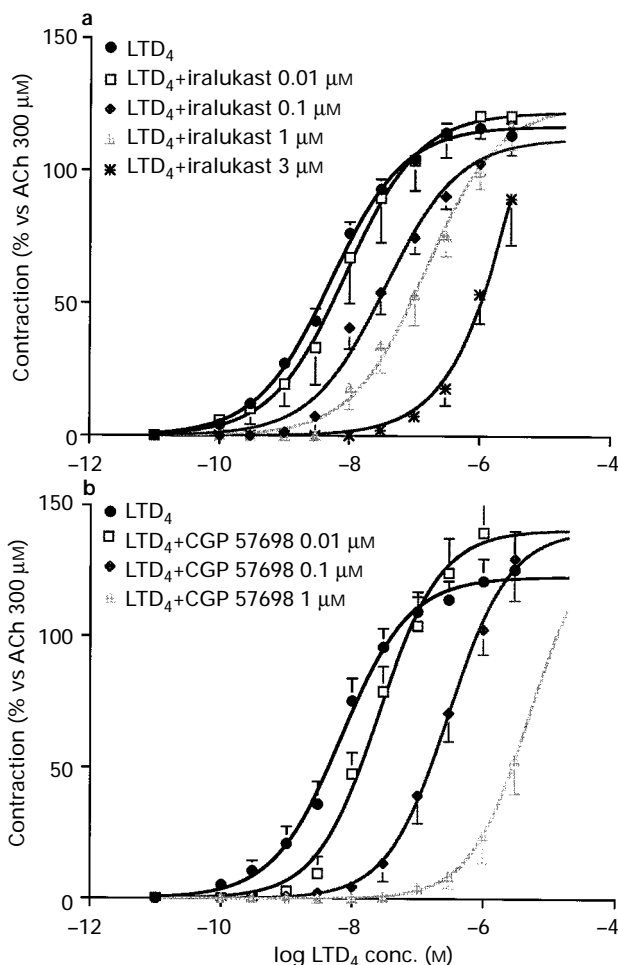 a
150
100
50
0
Contraction (% vs ACh 300 μM)
LTD₄
LTD₄+iralukast 0.01 μM
LTD₄+iralukast 0.1 μM
LTD₄+iralukast 1 μM
LTD₄+iralukast 3 μM
−12
−10
−8
−6
−4
b
150
100
50
0
Contraction (% vs ACh 300 μM)
LTD₄
LTD₄+CGP 57698 0.01 μM
LTD₄+CGP 57698 0.1 μM
LTD₄+CGP 57698 1 μM
−12
−10
−8
−6
−4
log LTD₄ conc. (M)